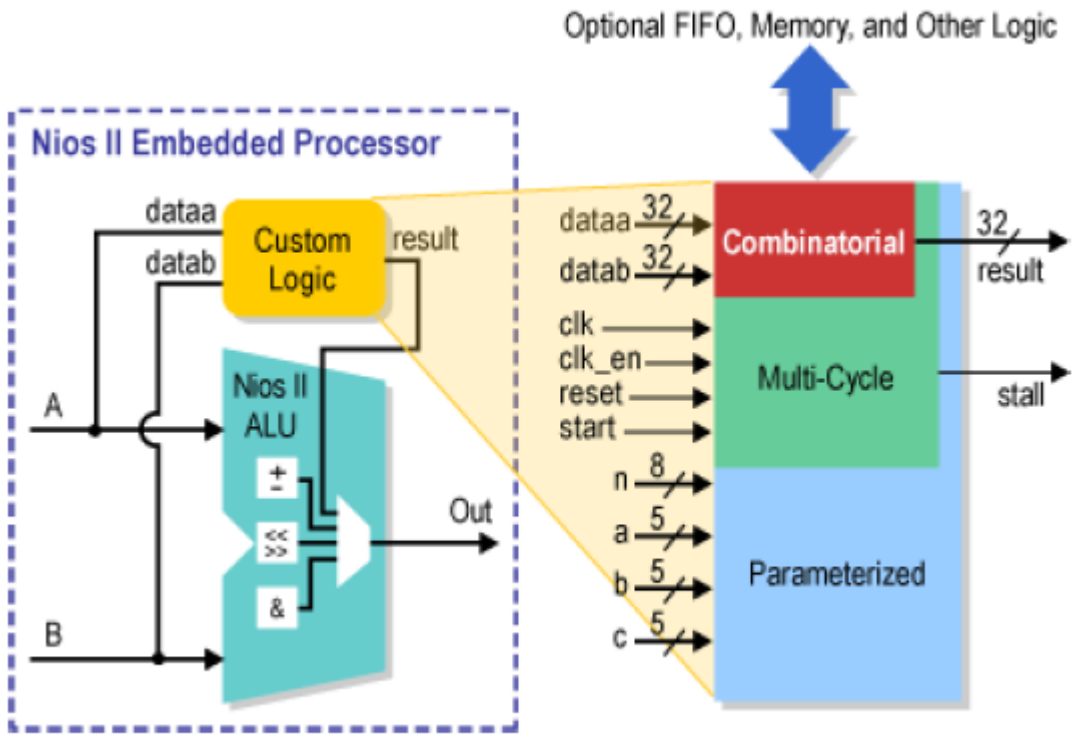 Optional FIFO, Memory, and Other Logic
Nios II Embedded Processor
dataa
datab
Custom
Logic
result
A
B
Nios II
ALU
+
-
<<
>>
&
Out
dataa 32
datab 32
clk
clk_en
reset
start
n 8
a 5
b 5
c 5
Combinatorial
Multi-Cycle
Parameterized
32
result
stall